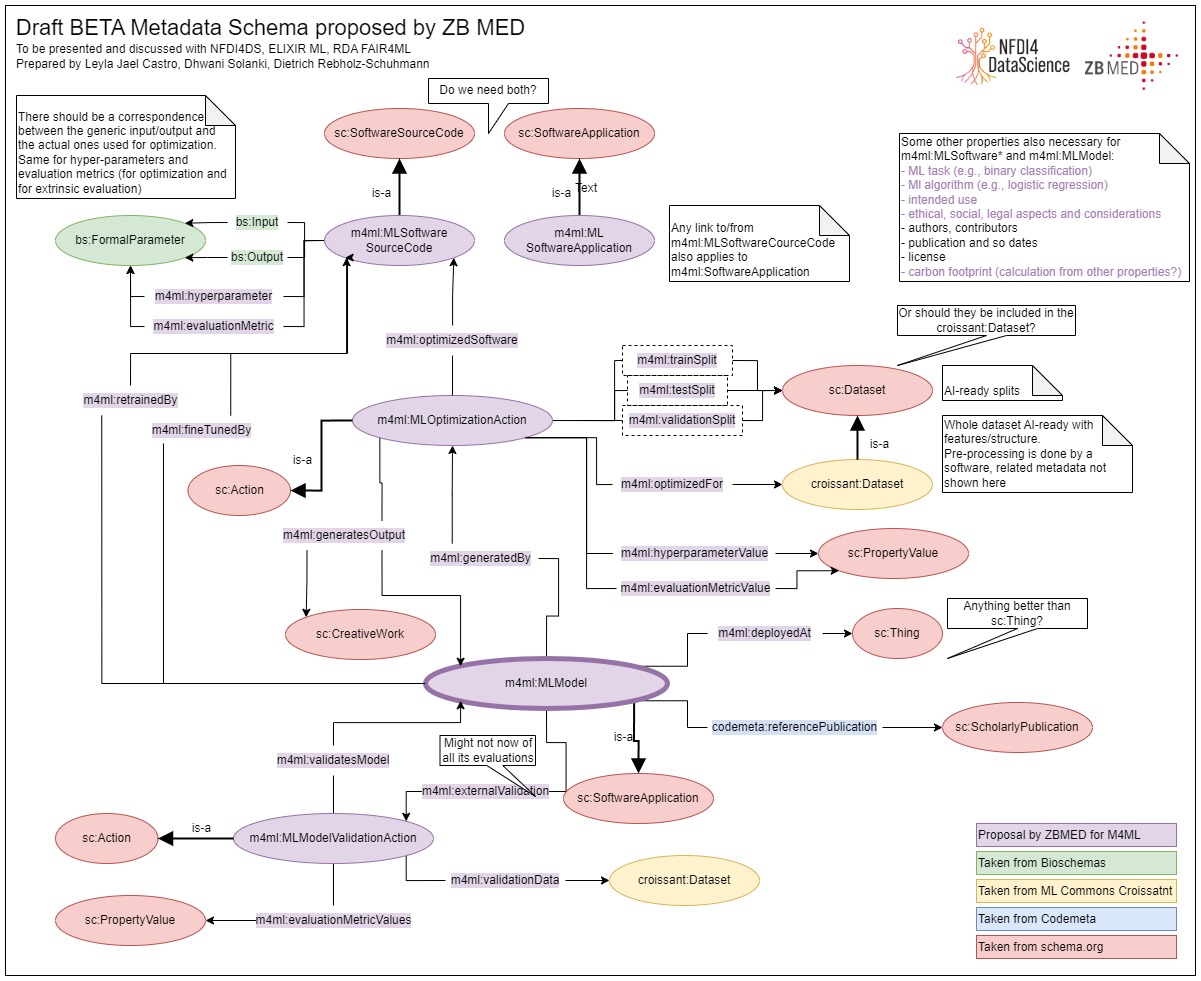 Draft BETA Metadata Schema proposed by ZB MED
To be presented and discussed with NFDI4DS, ELIXIR ML, RDA FAIR4ML
Prepared by Leyla Jael Castro, Dhwani Solanki, Dietrich Rebholz-Schuhmann
NFDI4
DataScience
ZB MED
There should be a correspondence
between the generic input/output and
the actual ones used for optimization.
Same for hyper-parameters and
evaluation metrics (for optimization and
for extrinsic evaluation)
Do we need both?
sc:SoftwareSourceCode
sc:SoftwareApplication
is-a
is-a
Text
Some other properties also necessary for
m4ml:MLSoftware* and m4ml:MLModel:
- ML task (e.g., binary classification)
- Ml algorithm (e.g., logistic regression)
- intended use
- ethical, social, legal aspects and considerations
- authors, contributors
- publication and so dates
- license
- carbon footprint (calculation from other properties?)
bs:FormalParameter
bs:Input
bs:Output
m4ml:hyperparameter
m4ml:evaluationMetric
m4ml:MLSoftware
SourceCode
m4ml:ML
SoftwareApplication
Any link to/from
m4ml:MLSoftwareCourceCode
also applies to
m4ml:SoftwareApplication
m4ml:optimizedSoftware
Or should they be included in the
croissant:Dataset?
m4ml:trainSplit
m4ml:testSplit
m4ml:validationSplit
sc:Dataset
AI-ready splits
m4ml:retrainedBy
m4ml:fineTunedBy
m4ml:MLOptimizationAction
is-a
Whole dataset AI-ready with
features/structure.
Pre-processing is done by a
software, related metadata not
shown here
is-a
sc:Action
m4ml:optimizedFor
croissant:Dataset
m4ml:generatesOutput
m4ml:generatedBy
m4ml:hyperparameterValue
m4ml:evaluationMetricValue
sc:PropertyValue
sc:CreativeWork
m4ml:deployedAt
sc:Thing
Anything better than
sc:Thing?
m4ml:MLModel
codemeta:referencePublication
sc:ScholarlyPublication
is-a
Might not now of
all its evaluations
m4ml:validatesModel
m4ml:externalValidation
sc:SoftwareApplication
sc:Action
is-a
m4ml:MLModelValidationAction
m4ml:validationData
croissant:Dataset
sc:PropertyValue
m4ml:evaluationMetricValues
Proposal by ZBMED for M4ML
Taken from Bioschemas
Taken from ML Commons Croissatnt
Taken from Codemeta
Taken from schema.org